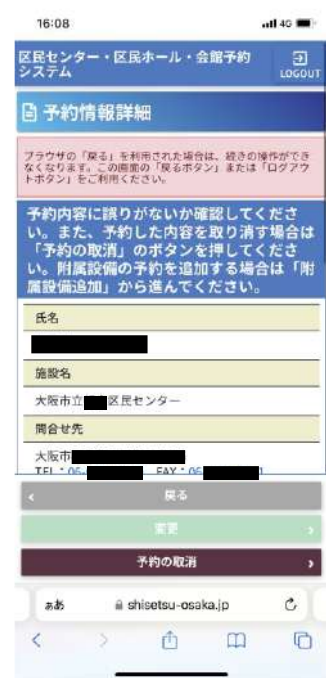 16:08
4G
区民センター・区民ホール・会館予約
システム
LOGOUT
予約情報詳細
ブラウザの「戻る」を利用された場合は、続きの操作ができ
なくなります。この画面の「戻るボタン」または「ログアウ
トボタン」をご利用ください。
予約内容に誤りがないか確認してくださ
い。また、予約した内容を取り消す場合は
「予約の取消」のボタンを押してくださ
い。附属設備の予約を追加する場合は「附
属設備追加」から進んでください。
氏名
施設名
大阪市立 区民センター
問合せ先
大阪市
TEL：06- FAX：06
戻る
変更
予約の取消
ぁあ shisetsu-osaka.jp